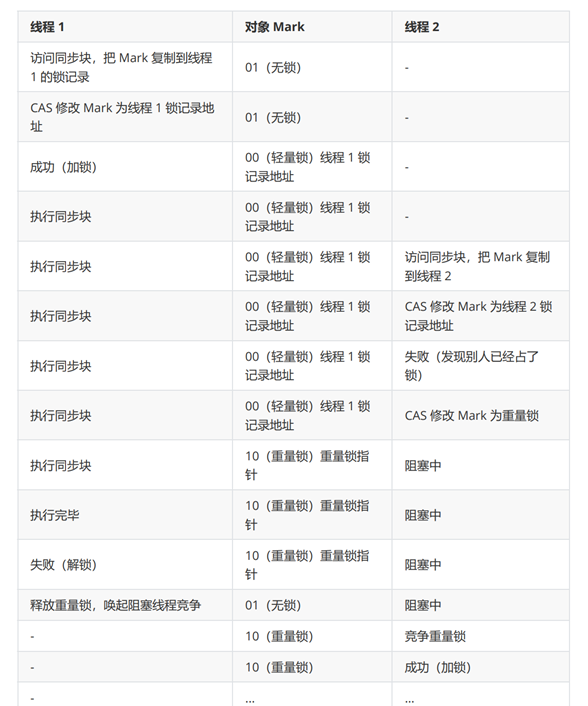 线程 1 对象 Mark 线程 2
访问同步块，把 Mark 复制到线程
1 的锁记录
01（无锁）
-
CAS 修改 Mark 为线程 1 锁记录地
址
01（无锁）
-
成功（加锁）
00（轻量锁）线程 1 锁
记录地址
-
执行同步块
00（轻量锁）线程 1 锁
记录地址
-
执行同步块
00（轻量锁）线程 1 锁
记录地址
访问同步块，把 Mark 复制
到线程 2
执行同步块
00（轻量锁）线程 1 锁
记录地址
CAS 修改 Mark 为线程 2 锁
记录地址
执行同步块
00（轻量锁）线程 1 锁
记录地址
失败（发现别人已经占了
锁）
执行同步块
00（轻量锁）线程 1 锁
记录地址
CAS 修改 Mark 为重量锁
执行同步块
10（重量锁）重量锁指
针
阻塞中
执行完毕
10（重量锁）重量锁指
针
阻塞中
失败（解锁）
10（重量锁）重量锁指
针
阻塞中
释放重量锁，唤起阻塞线程竞争
01（无锁）
阻塞中
-
10（重量锁）
竞争重量锁
-
10（重量锁）
成功（加锁）
-
...
...